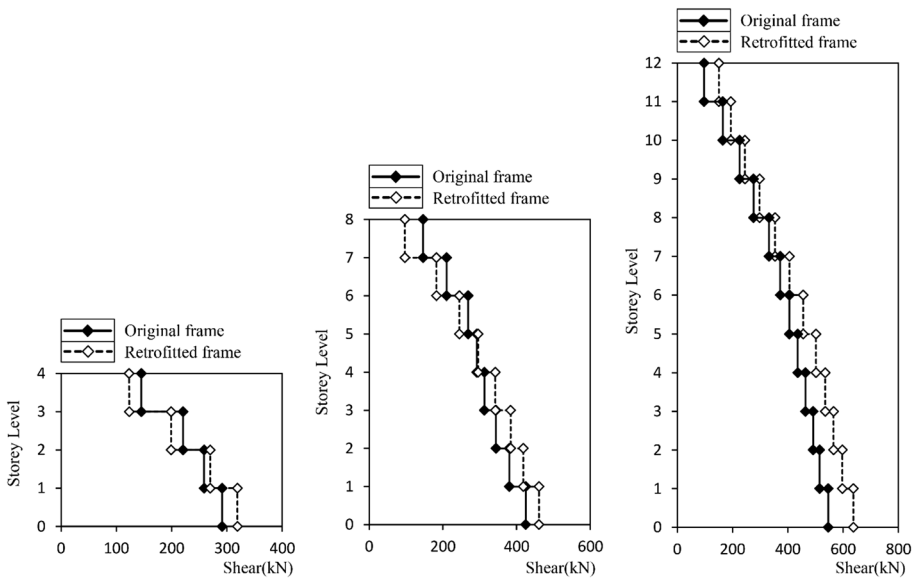 Original frame
Retrofitted frame
4
3
2
1
0
Storey Level
0 100 200 300 400
Shear(kN)
Original frame
Retrofitted frame
8
7
6
5
4
3
2
1
0
Storey Level
0 200 400 600
Shear(kN)
Original frame
Retrofitted frame
12
11
10
9
8
7
6
5
4
3
2
1
0
Storey Level
0 200 400 600 800
Shear(kN)